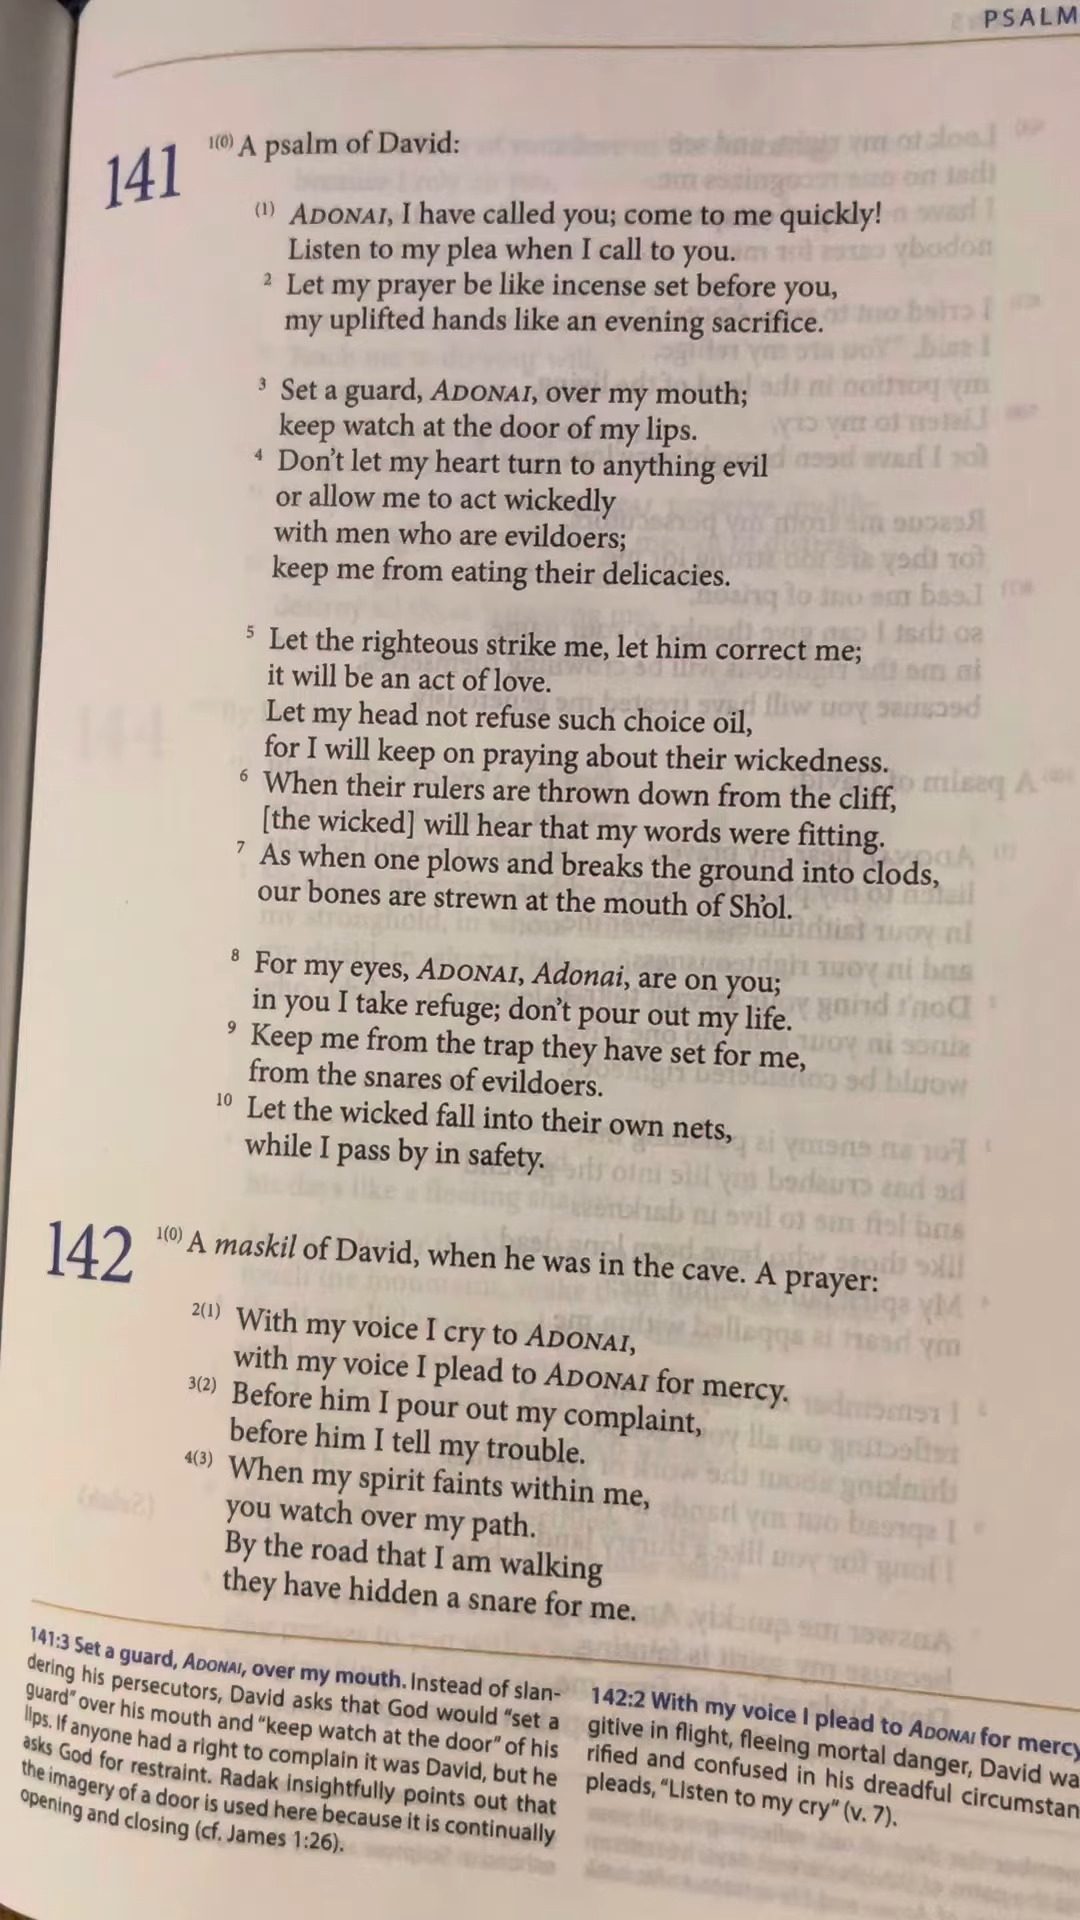 PSALM
141
1(0) A psalm of David:
(1) ADONAI, I have called you; come to me quickly!
Listen to my plea when I call to you.
2 Let my prayer be like incense set before you,
my uplifted hands like an evening sacrifice.
3 Set a guard, ADONAI, over my mouth;
keep watch at the door of my lips.
4 Don't let my heart turn to anything evil
or allow me to act wickedly
with men who are evildoers;
keep me from eating their delicacies.
5 Let the righteous strike me, let him correct me;
it will be an act of love.
Let my head not refuse such choice oil,
for I will keep on praying about their wickedness.
6 When their rulers are thrown down from the cliff,
[the wicked] will hear that my words were fitting.
7 As when one plows and breaks the ground into clods,
our bones are strewn at the mouth of Sh'ol.
8 For my eyes, ADONAI, Adonai, are on you;
in you I take refuge; don't pour out my life.
9 Keep me from the trap they have set for me,
from the snares of evildoers.
10 Let the wicked fall into their own nets,
while I pass by in safety.
142
1(0) A maskil of David, when he was in the cave. A prayer:
2(1) With my voice I cry to ADONAI,
with my voice I plead to ADONAI for mercy.
3(2) Before him I pour out my complaint,
before him I tell my trouble.
4(3) When my spirit faints within me,
you watch over my path.
By the road that I am walking
they have hidden a snare for me.
141:3 Set a guard, ADONAI, over my mouth. Instead of slan-
dering his persecutors, David asks that God would "set a
guard" over his mouth and "keep watch at the door" of his
lips. If anyone had a right to complain it was David, but he
asks God for restraint. Radak insightfully points out that
the imagery of a door is used here because it is continually
opening and closing (cf. James 1:26).
142:2 With my voice I plead to ADONAI for mercy
gitive in flight, fleeing mortal danger, David wa
rified and confused in his dreadful circumstan
pleads, "Listen to my cry" (v. 7).